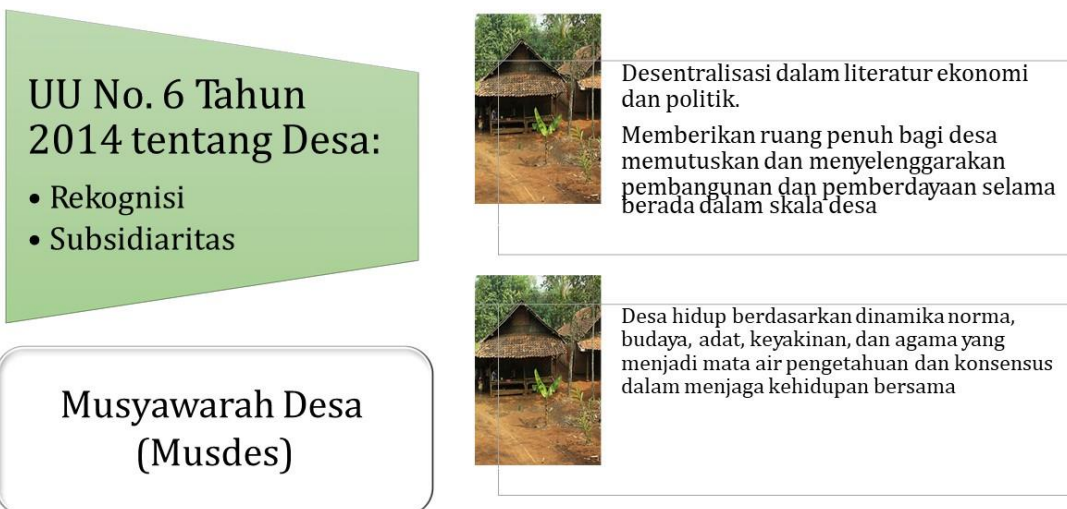 UU No. 6 Tahun
2014 tentang Desa:
• Rekognisi
• Subsidiaritas
Musyawarah Desa
(Musdes)
Desentralisasi dalam literatur ekonomi
dan politik.
Memberikan ruang penuh bagi desa
memutuskan dan menyelenggarakan
pembangunan dan pemberdayaan selama
berada dalam skala desa
Desa hidup berdasarkan dinamika norma,
budaya, adat, keyakinan, dan agama yang
menjadi mata air pengetahuan dan konsensus
dalam menjaga kehidupan bersama